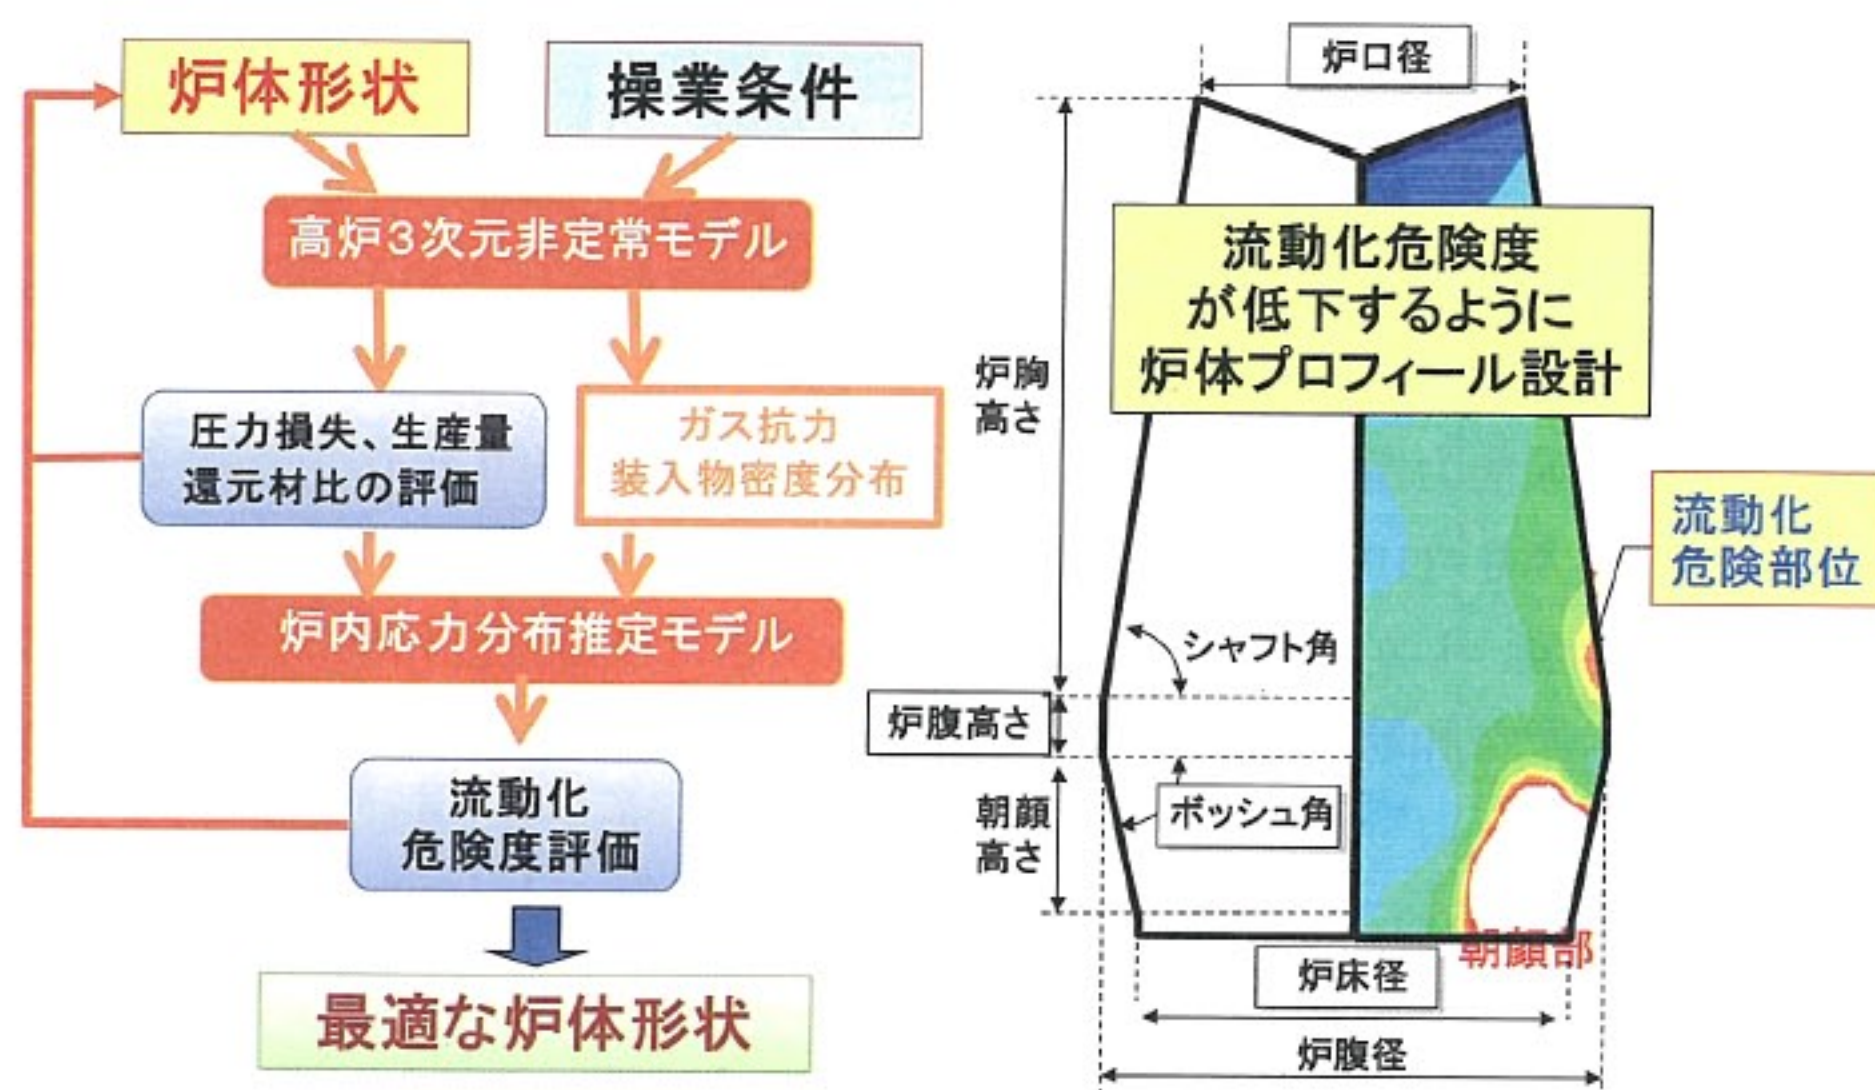 炉体形状
操業条件
高炉3次元非定常モデル
圧力損失、生産量
還元材比の評価
ガス抗力
装入物密度分布
炉内応力分布推定モデル
流動化
危険度評価
最適な炉体形状
炉口径
流動化危険度
が低下するように
炉体プロフィール設計
炉胸
高さ
流動化
危険部位
シャフト角
炉腹高さ
ボッシュ角
朝顔
高さ
朝顔部
炉床径
炉腹径